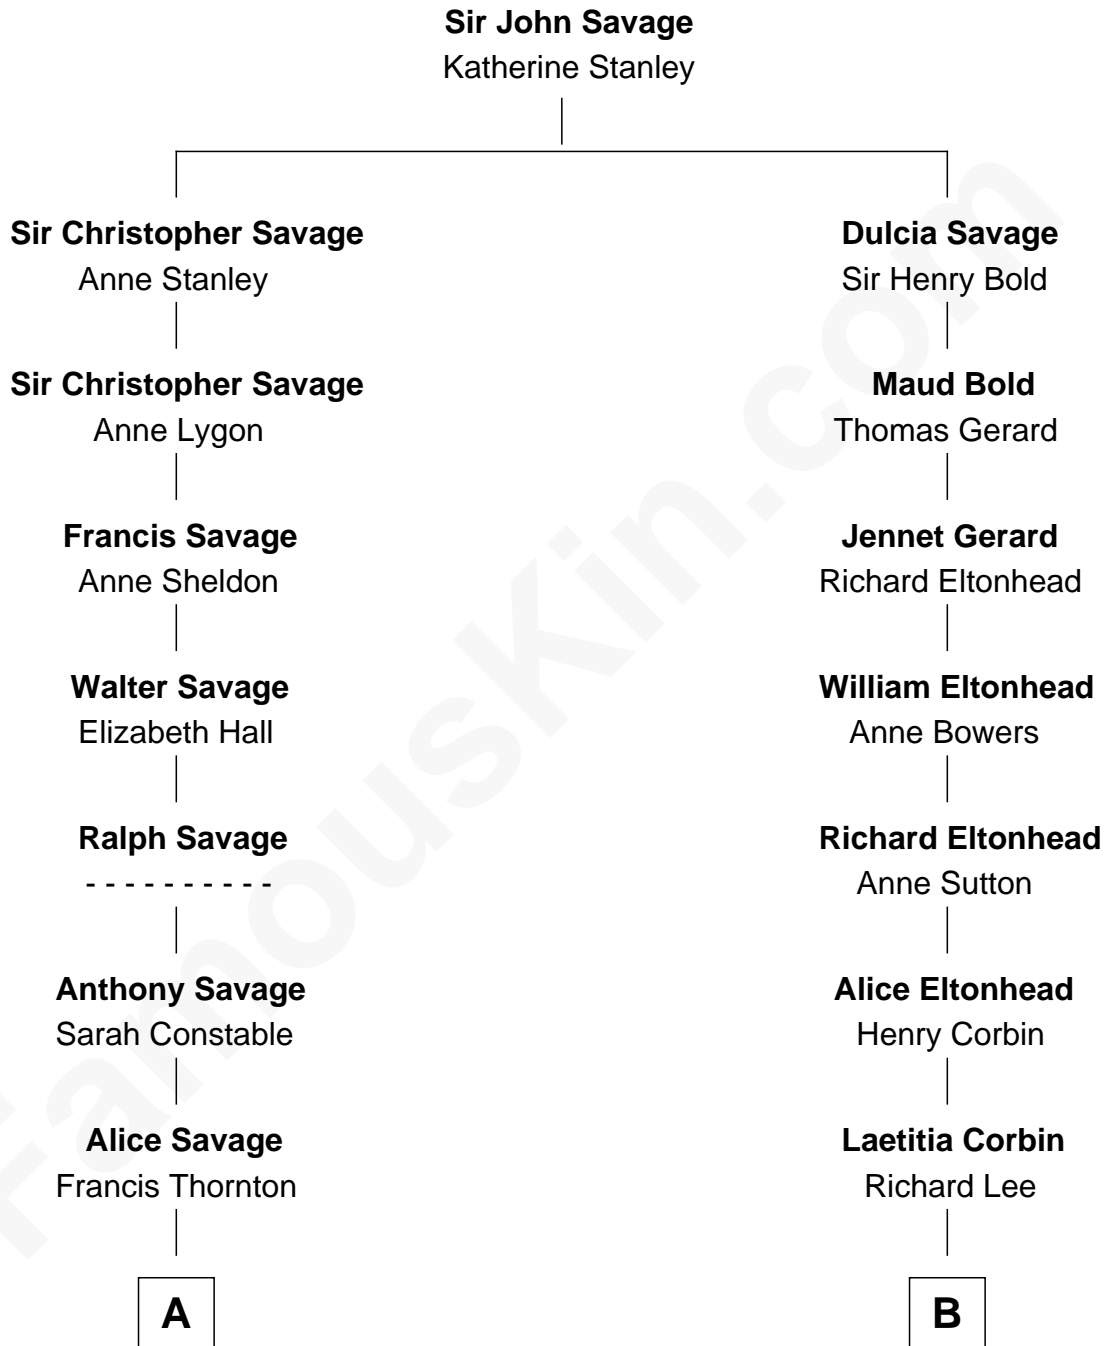 Sir John Savage
Katherine Stanley
Sir Christopher Savage
Anne Stanley
Dulcia Savage
Sir Henry Bold
Sir Christopher Savage
Anne Lygon
Maud Bold
Thomas Gerard
Francis Savage
Anne Sheldon
Jennet Gerard
Richard Eltonhead
Walter Savage
Elizabeth Hall
William Eltonhead
Anne Bowers
Ralph Savage
- - - - - - - - - -
Richard Eltonhead
Anne Sutton
Anthony Savage
Sarah Constable
Alice Eltonhead
Henry Corbin
Alice Savage
Francis Thornton
Laetitia Corbin
Richard Lee
A
B
FamousKin.com